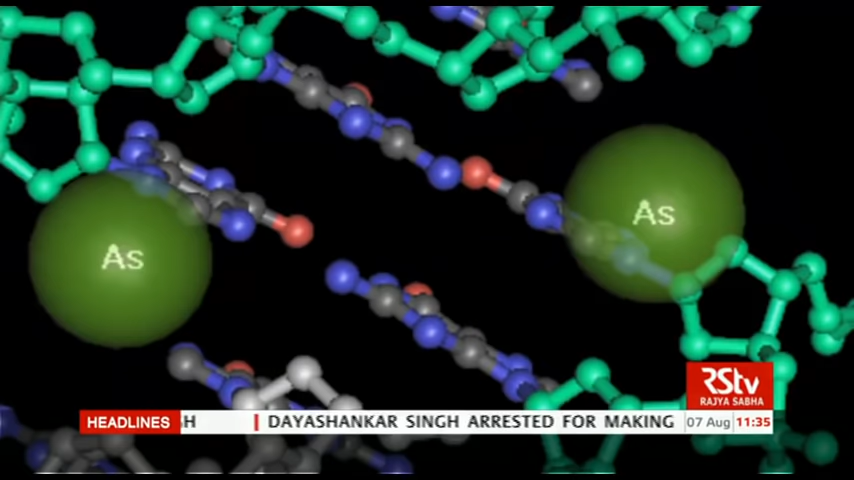 As
As
RStv
RAJYA SABHA
HEADLINES
H DAYASHANKAR SINGH ARRESTED FOR MAKING
07 Aug 11:35